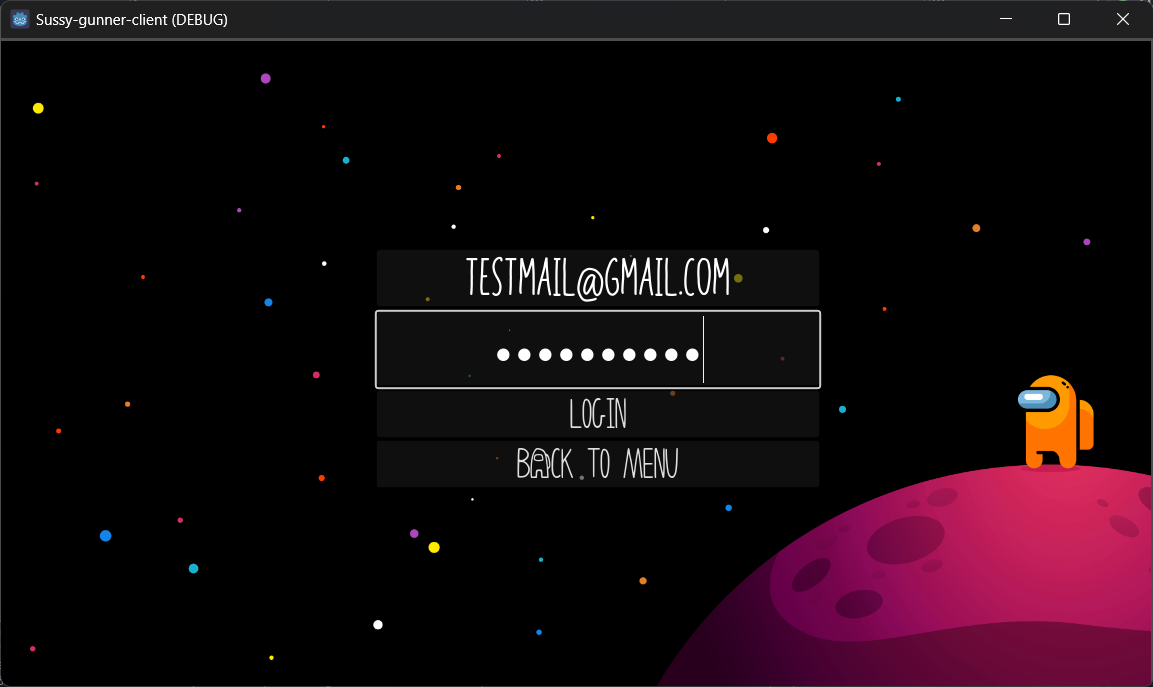 Sussy-gunner-client (DEBUG)
TESTMAIL@GMAIL.COM
●●●●●●●●●●
LOGIN
BACK TO MENU